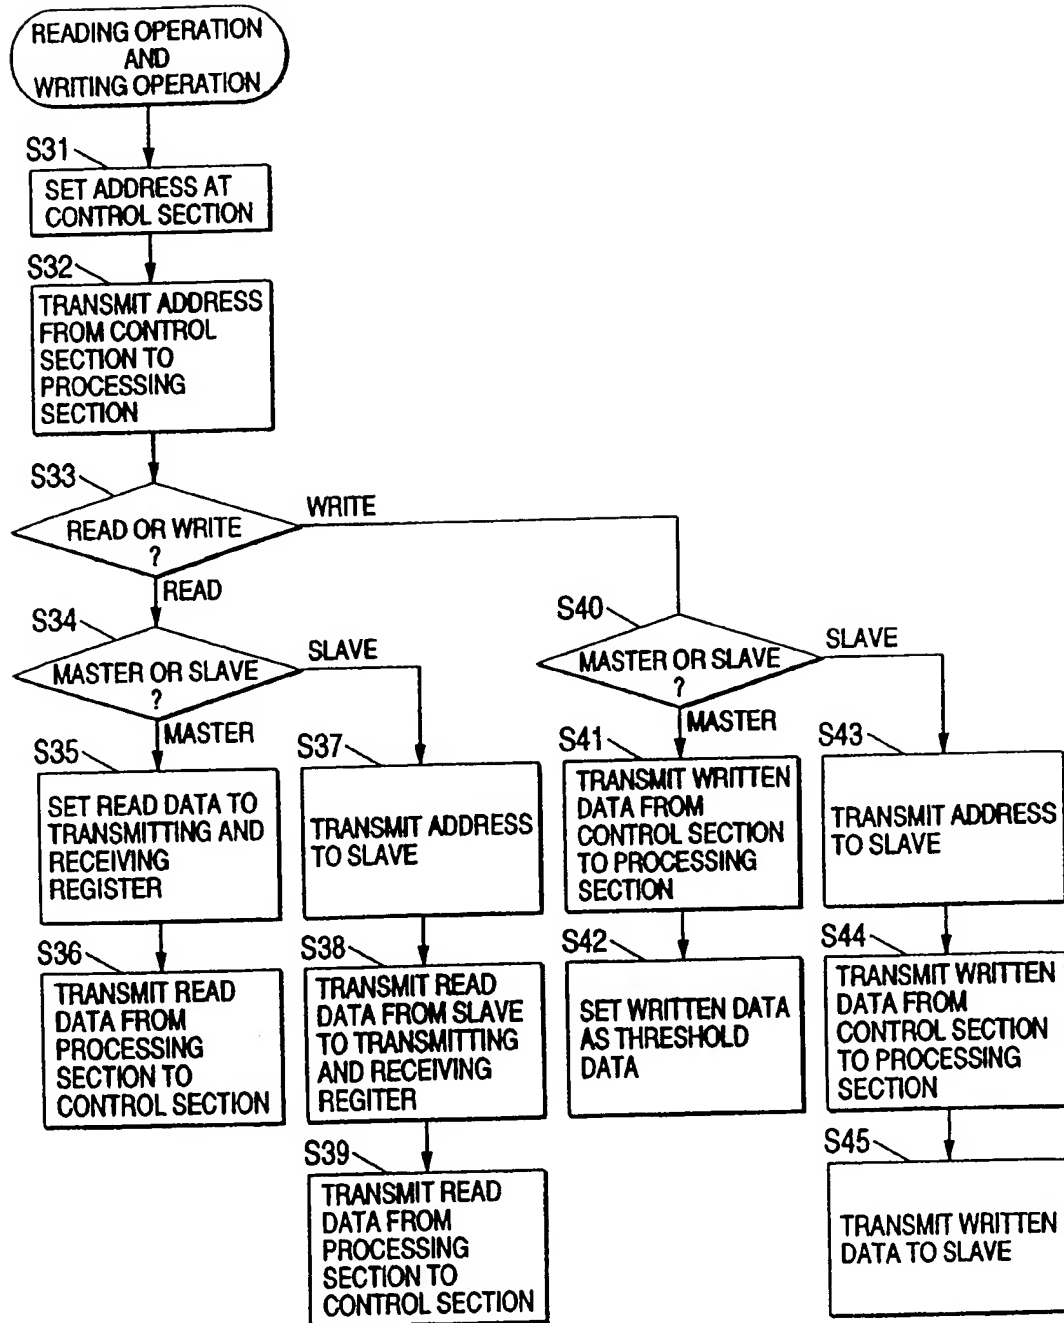 READING OPERATION
AND
WRITING OPERATION
S31
SET ADDRESS AT
CONTROL SECTION
S32
TRANSMIT ADDRESS
FROM CONTROL
SECTION TO
PROCESSING
SECTION
S33
READ OR WRITE
?
WRITE
READ
S34
MASTER OR SLAVE
?
SLAVE
MASTER
S40
MASTER OR SLAVE
?
SLAVE
MASTER
S35
SET READ DATA TO
TRANSMITTING AND
RECEIVING
REGISTER
S37
TRANSMIT ADDRESS
TO SLAVE
S41
TRANSMIT WRITTEN
DATA FROM
CONTROL SECTION
TO PROCESSING
SECTION
S43
TRANSMIT ADDRESS
TO SLAVE
S36
TRANSMIT READ
DATA FROM
PROCESSING
SECTION TO
CONTROL SECTION
S38
TRANSMIT READ
DATA FROM SLAVE
TO TRANSMITTING
AND RECEIVING
REGITER
S42
SET WRITTEN DATA
AS THRESHOLD
DATA
S44
TRANSMIT WRITTEN
DATA FROM
CONTROL SECTION
TO PROCESSING
SECTION
S39
TRANSMIT READ
DATA FROM
PROCESSING
SECTION TO
CONTROL SECTION
S45
TRANSMIT WRITTEN
DATA TO SLAVE